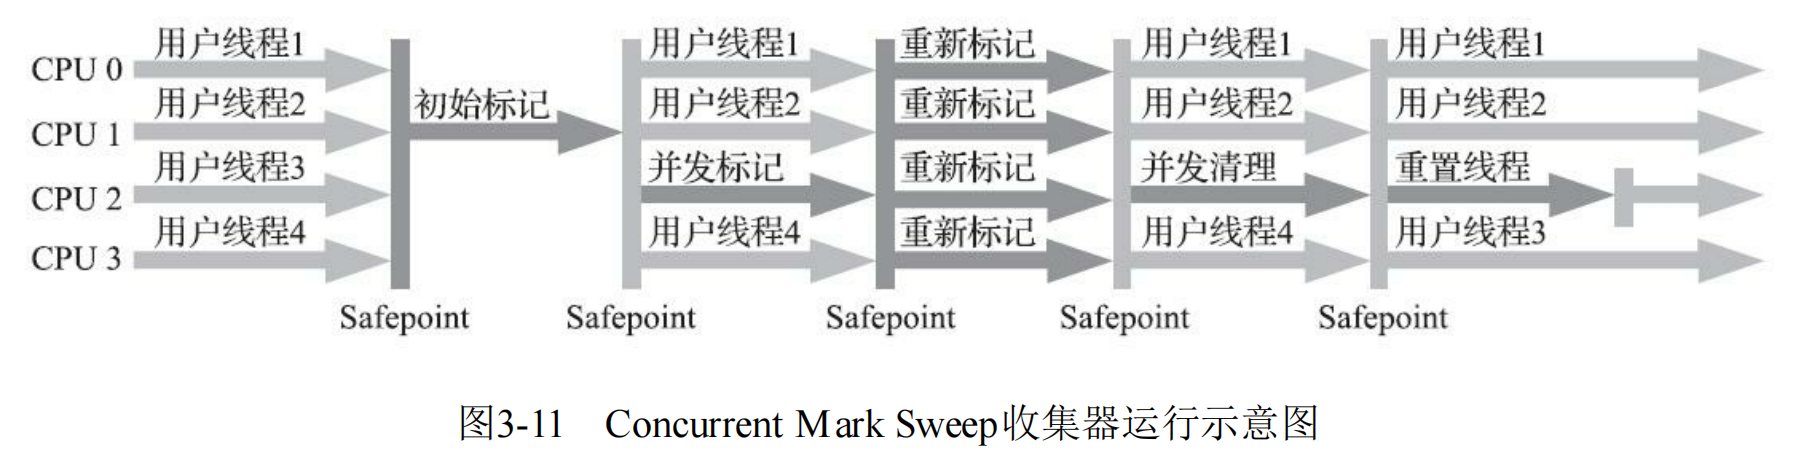 CPU 0 用户线程1 用户线程1 重新标记 用户线程1 用户线程1
CPU 1 用户线程2 初始标记 用户线程2 重新标记 用户线程2 用户线程2
CPU 2 用户线程3 并发标记 重新标记 并发清理 重置线程
CPU 3 用户线程4 用户线程4 重新标记 用户线程4 用户线程3
Safepoint Safepoint Safepoint Safepoint Safepoint
图3-11 Concurrent Mark Sweep收集器运行示意图